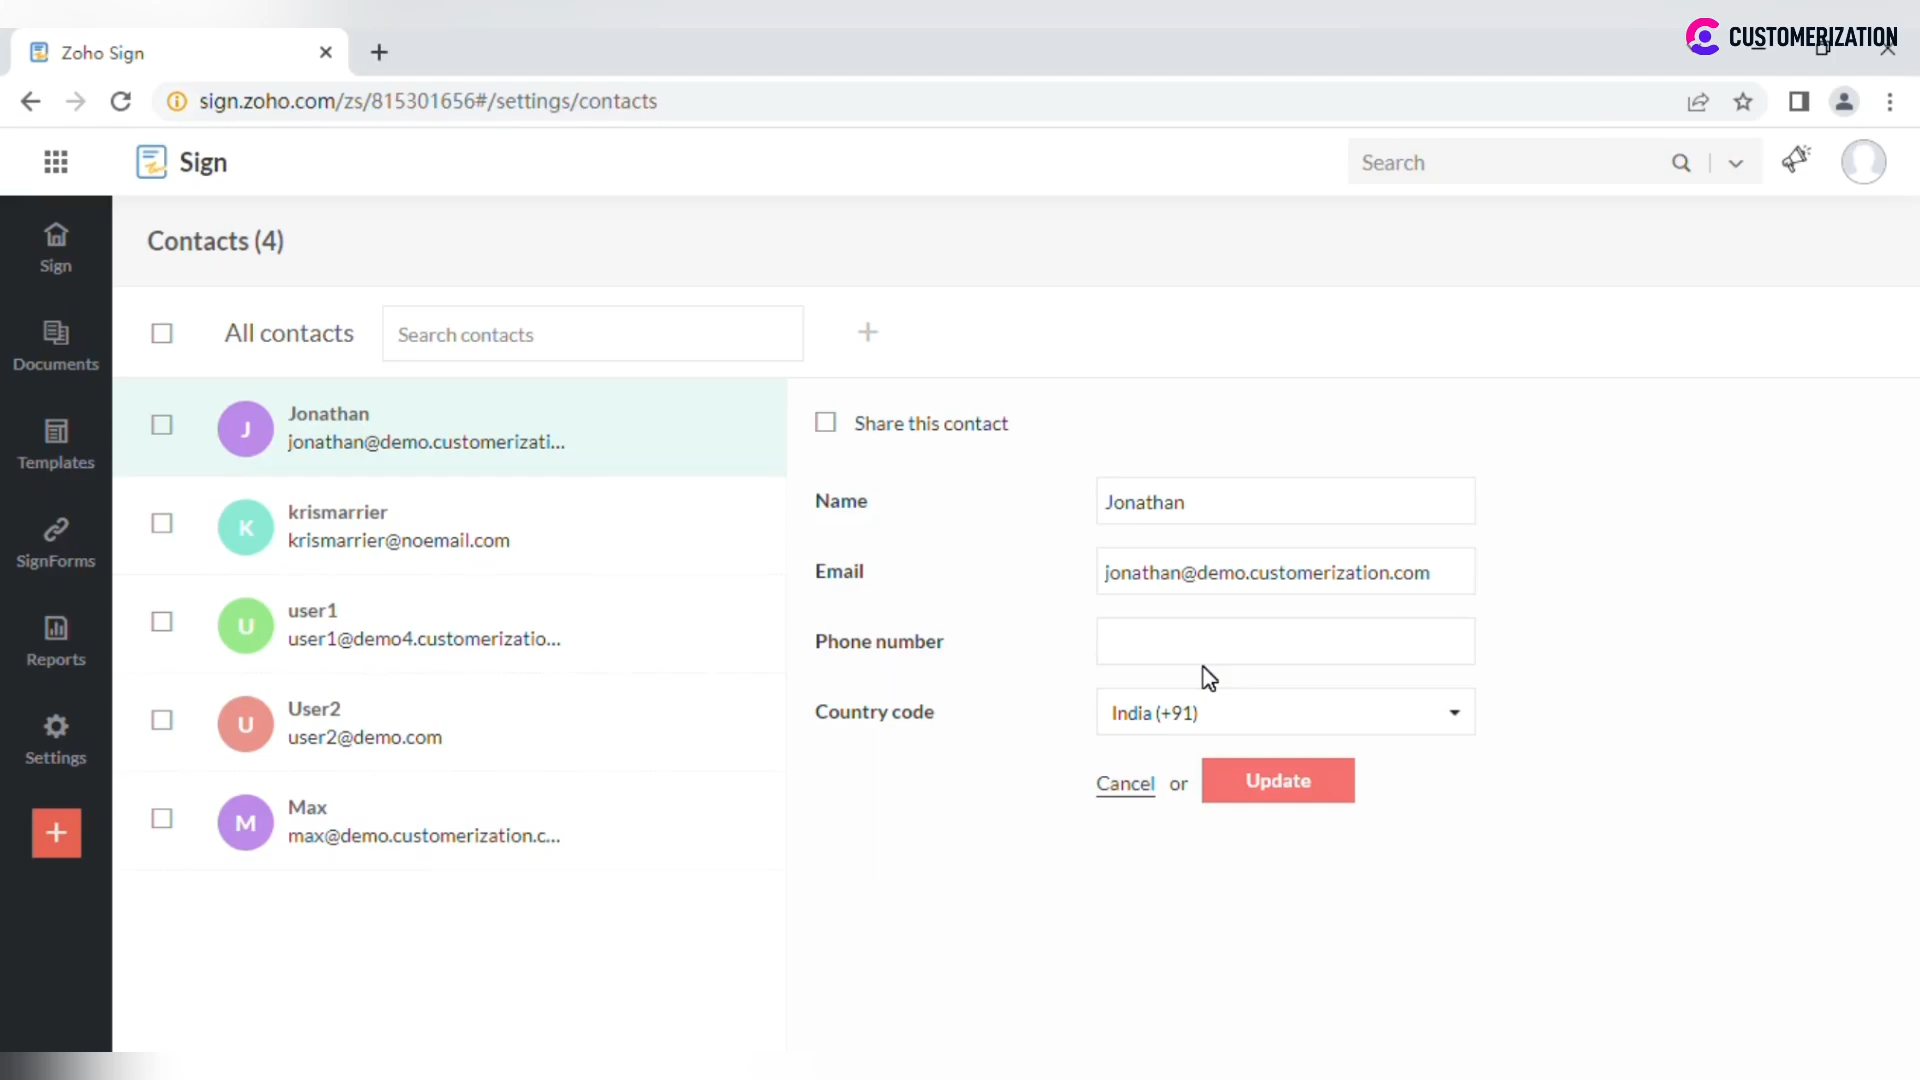 CUSTOMERIZATION
Zoho Sign
sign.zoho.com/zs/815301656#/settings/contacts
Sign
Search
Sign
Documents
Templates
SignForms
Reports
Settings
Contacts (4)
All contacts
Search contacts
J
Jonathan
jonathan@demo.customerizati...
K
krismarrier
krismarrier@noemail.com
U
user1
user1@demo4.customerizatio...
U
User2
user2@demo.com
M
Max
max@demo.customerization.c...
Share this contact
Name
Jonathan
Email
jonathan@demo.customerization.com
Phone number
Country code
India (+91)
Cancel or Update